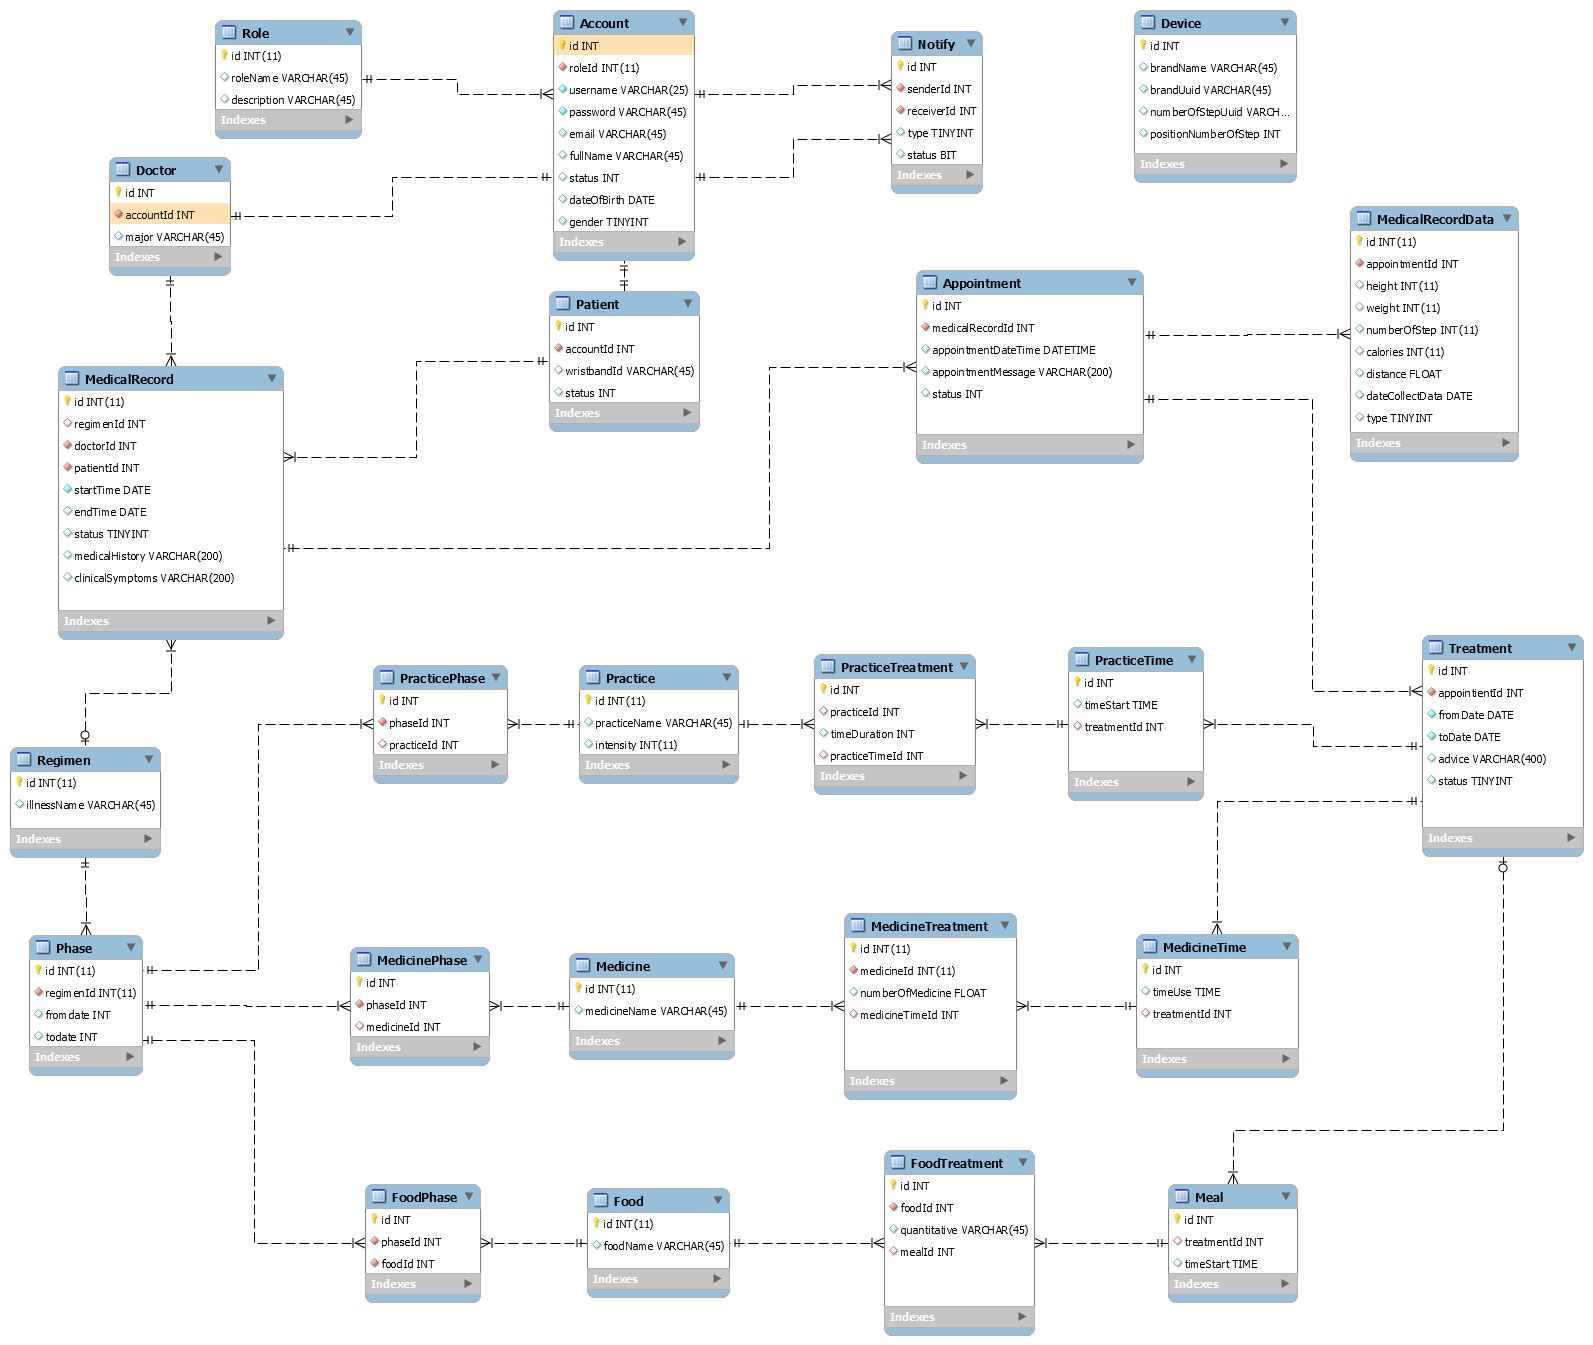 Role
id INT(11)
roleName VARCHAR(45)
description VARCHAR(45)
Indexes
Account
id INT
roleId INT(11)
username VARCHAR(25)
password VARCHAR(45)
email VARCHAR(45)
fullName VARCHAR(45)
status INT
dateOfBirth DATE
gender TINYINT
Indexes
Notify
id INT
senderId INT
receiverId INT
type TINYINT
status BIT
Indexes
Device
id INT
brandName VARCHAR(45)
brandUuid VARCHAR(45)
numberOfStepUuid VARCH...
positionNumberOfStep INT
Indexes
Doctor
id INT
accountId INT
major VARCHAR(45)
Indexes
Patient
id INT
accountId INT
wristbandId VARCHAR(45)
status INT
Indexes
Appointment
id INT
medicalRecordId INT
appointmentDateTime DATETIME
appointmentMessage VARCHAR(200)
status INT
Indexes
MedicalRecordData
id INT(11)
appointmentId INT
height INT(11)
weight INT(11)
numberOfStep INT(11)
calories INT(11)
distance FLOAT
dateCollectData DATE
type TINYINT
Indexes
MedicalRecord
id INT(11)
regimenId INT
doctorId INT
patientId INT
startTime DATE
endTime DATE
status TINYINT
medicalHistory VARCHAR(200)
clinicalSymptoms VARCHAR(200)
Indexes
PracticePhase
id INT
phaseId INT
practiceId INT
Indexes
Practice
id INT(11)
practiceName VARCHAR(45)
intensity INT(11)
Indexes
PracticeTreatment
id INT
practiceId INT
timeDuration INT
practiceTimeId INT
Indexes
PracticeTime
id INT
timeStart TIME
treatmentId INT
Indexes
Treatment
id INT
appointientId INT
fromDate DATE
toDate DATE
advice VARCHAR(400)
status TINYINT
Indexes
Regimen
id INT(11)
illnessName VARCHAR(45)
Indexes
Phase
id INT(11)
regimenId INT(11)
fromdate INT
todate INT
Indexes
MedicinePhase
id INT
phaseId INT
medicineId INT
Indexes
Medicine
id INT(11)
medicineName VARCHAR(45)
Indexes
MedicineTreatment
id INT(11)
medicineId INT(11)
numberOfMedicine FLOAT
medicineTimeId INT
Indexes
MedicineTime
id INT
timeUse TIME
treatmentId INT
Indexes
FoodPhase
id INT
phaseId INT
foodId INT
Indexes
Food
id INT(11)
foodName VARCHAR(45)
Indexes
FoodTreatment
id INT
foodId INT
quantitative VARCHAR(45)
mealId INT
Indexes
Meal
id INT
treatmentId INT
timeStart TIME
Indexes